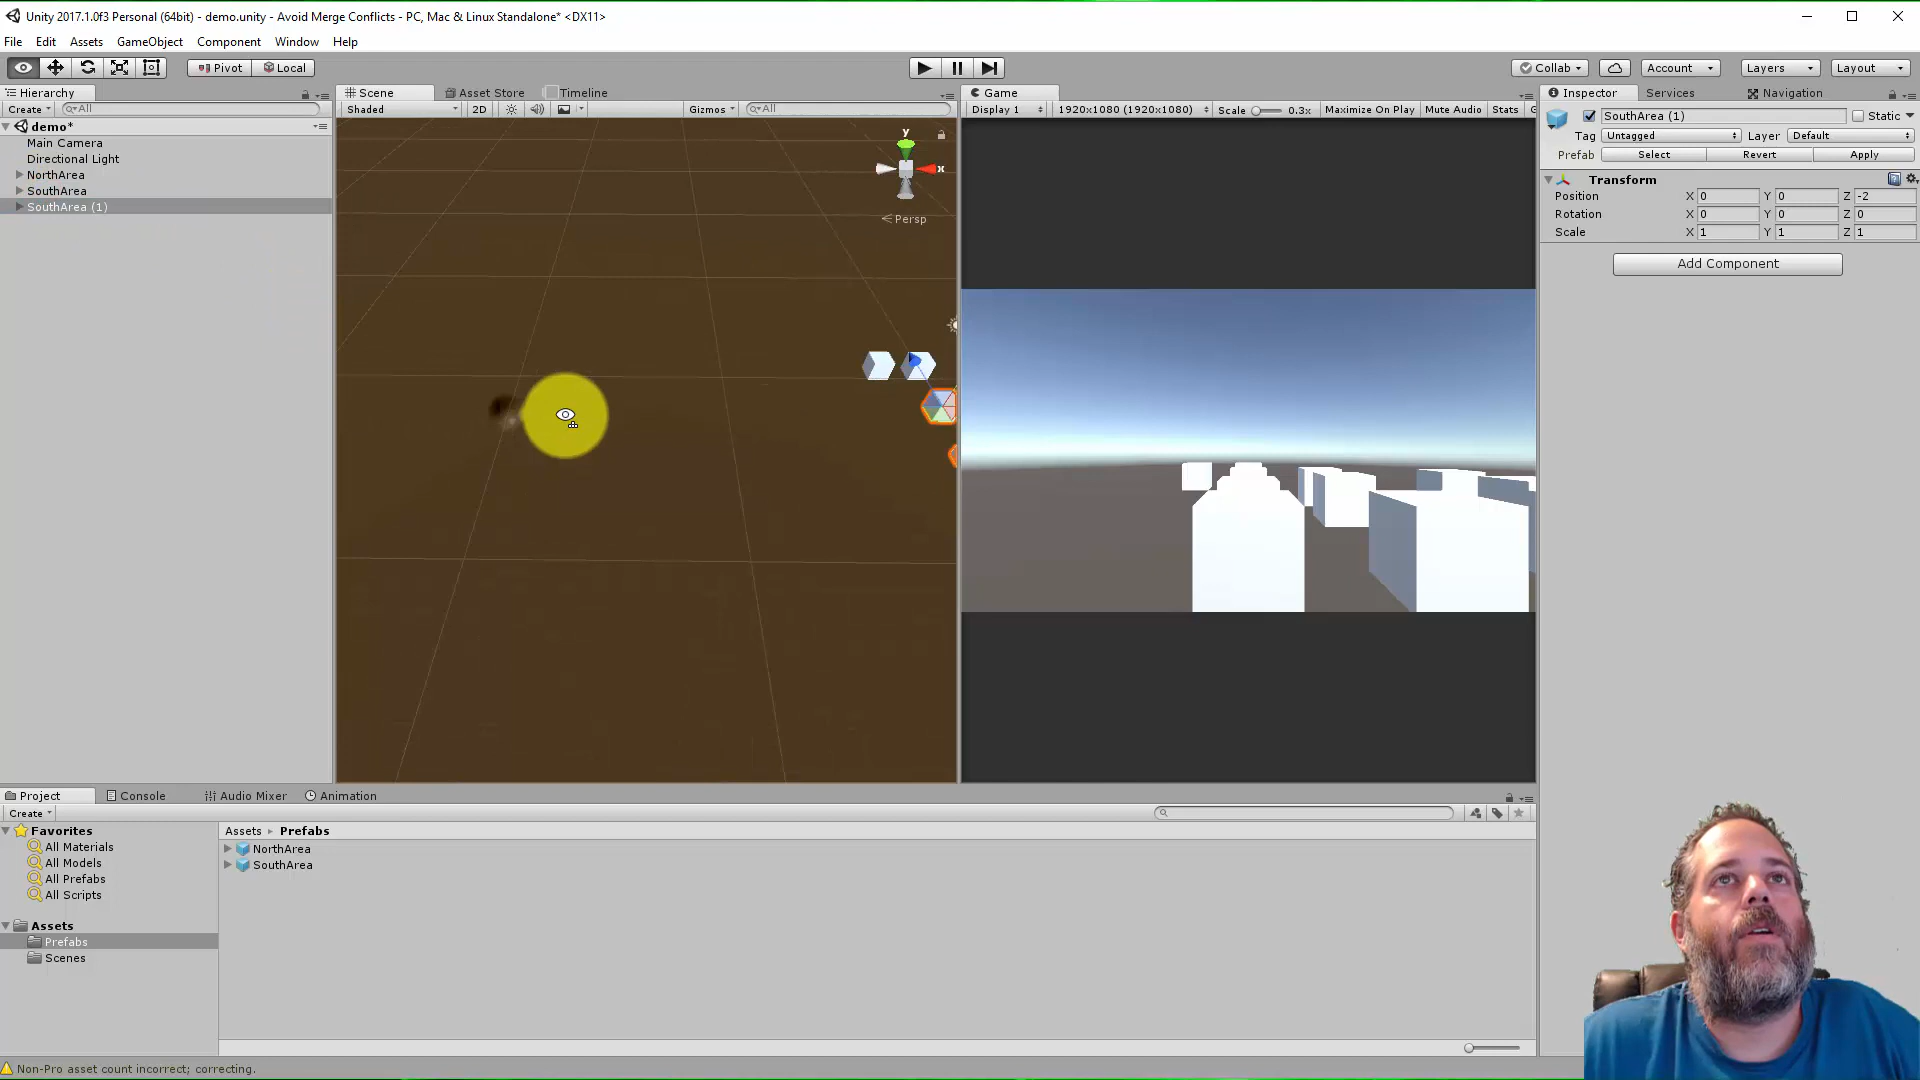 Unity 2017.1.0f3 Personal (64bit) - demo.unity - Avoid Merge Conflicts - PC, Mac & Linux Standalone* <DX11>
File Edit Assets GameObject Component Window Help
Pivot Local Collab Account Layers Layout
Hierarchy Scene Asset Store Timeline Game Inspector Services Navigation
Create All Shaded 2D Gizmos All Display 1 1920x1080 (1920x1080) Scale 0.3x Maximize On Play Mute Audio Stats G
SouthArea (1) Static
demo*
Main Camera
Directional Light
NorthArea
SouthArea
SouthArea (1)
y
x
Persp
Tag Untagged Layer Default
Prefab Select Revert Apply
Transform
Position X 0 Y 0 Z -2
Rotation X 0 Y 0 Z 0
Scale X 1 Y 1 Z 1
Add Component
Project Console Audio Mixer Animation
Create
Favorites
All Materials
All Models
All Prefabs
All Scripts
Assets
Prefabs
Scenes
Assets Prefabs
NorthArea
SouthArea
Non-Pro asset count incorrect; correcting.